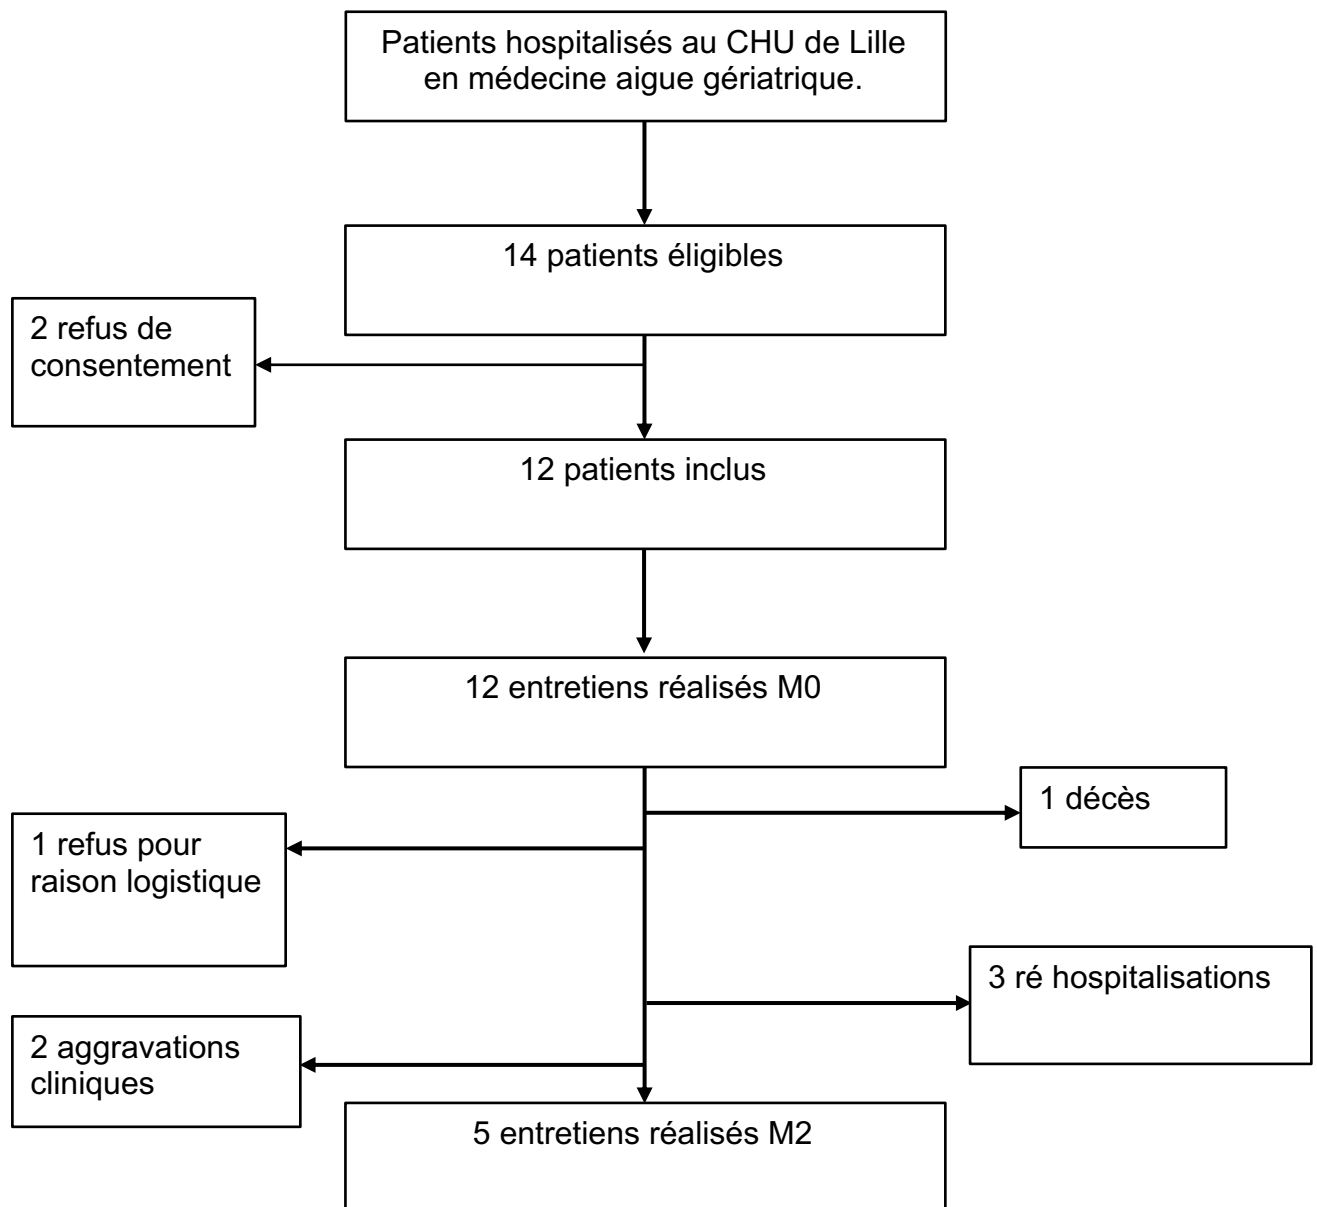 Patients hospitalisés au CHU de Lille
en médecine aigue gériatrique.
14 patients éligibles
2 refus de
consentement
12 patients inclus
12 entretiens réalisés M0
1 décès
1 refus pour
raison logistique
3 ré hospitalisations
2 aggravations
cliniques
5 entretiens réalisés M2